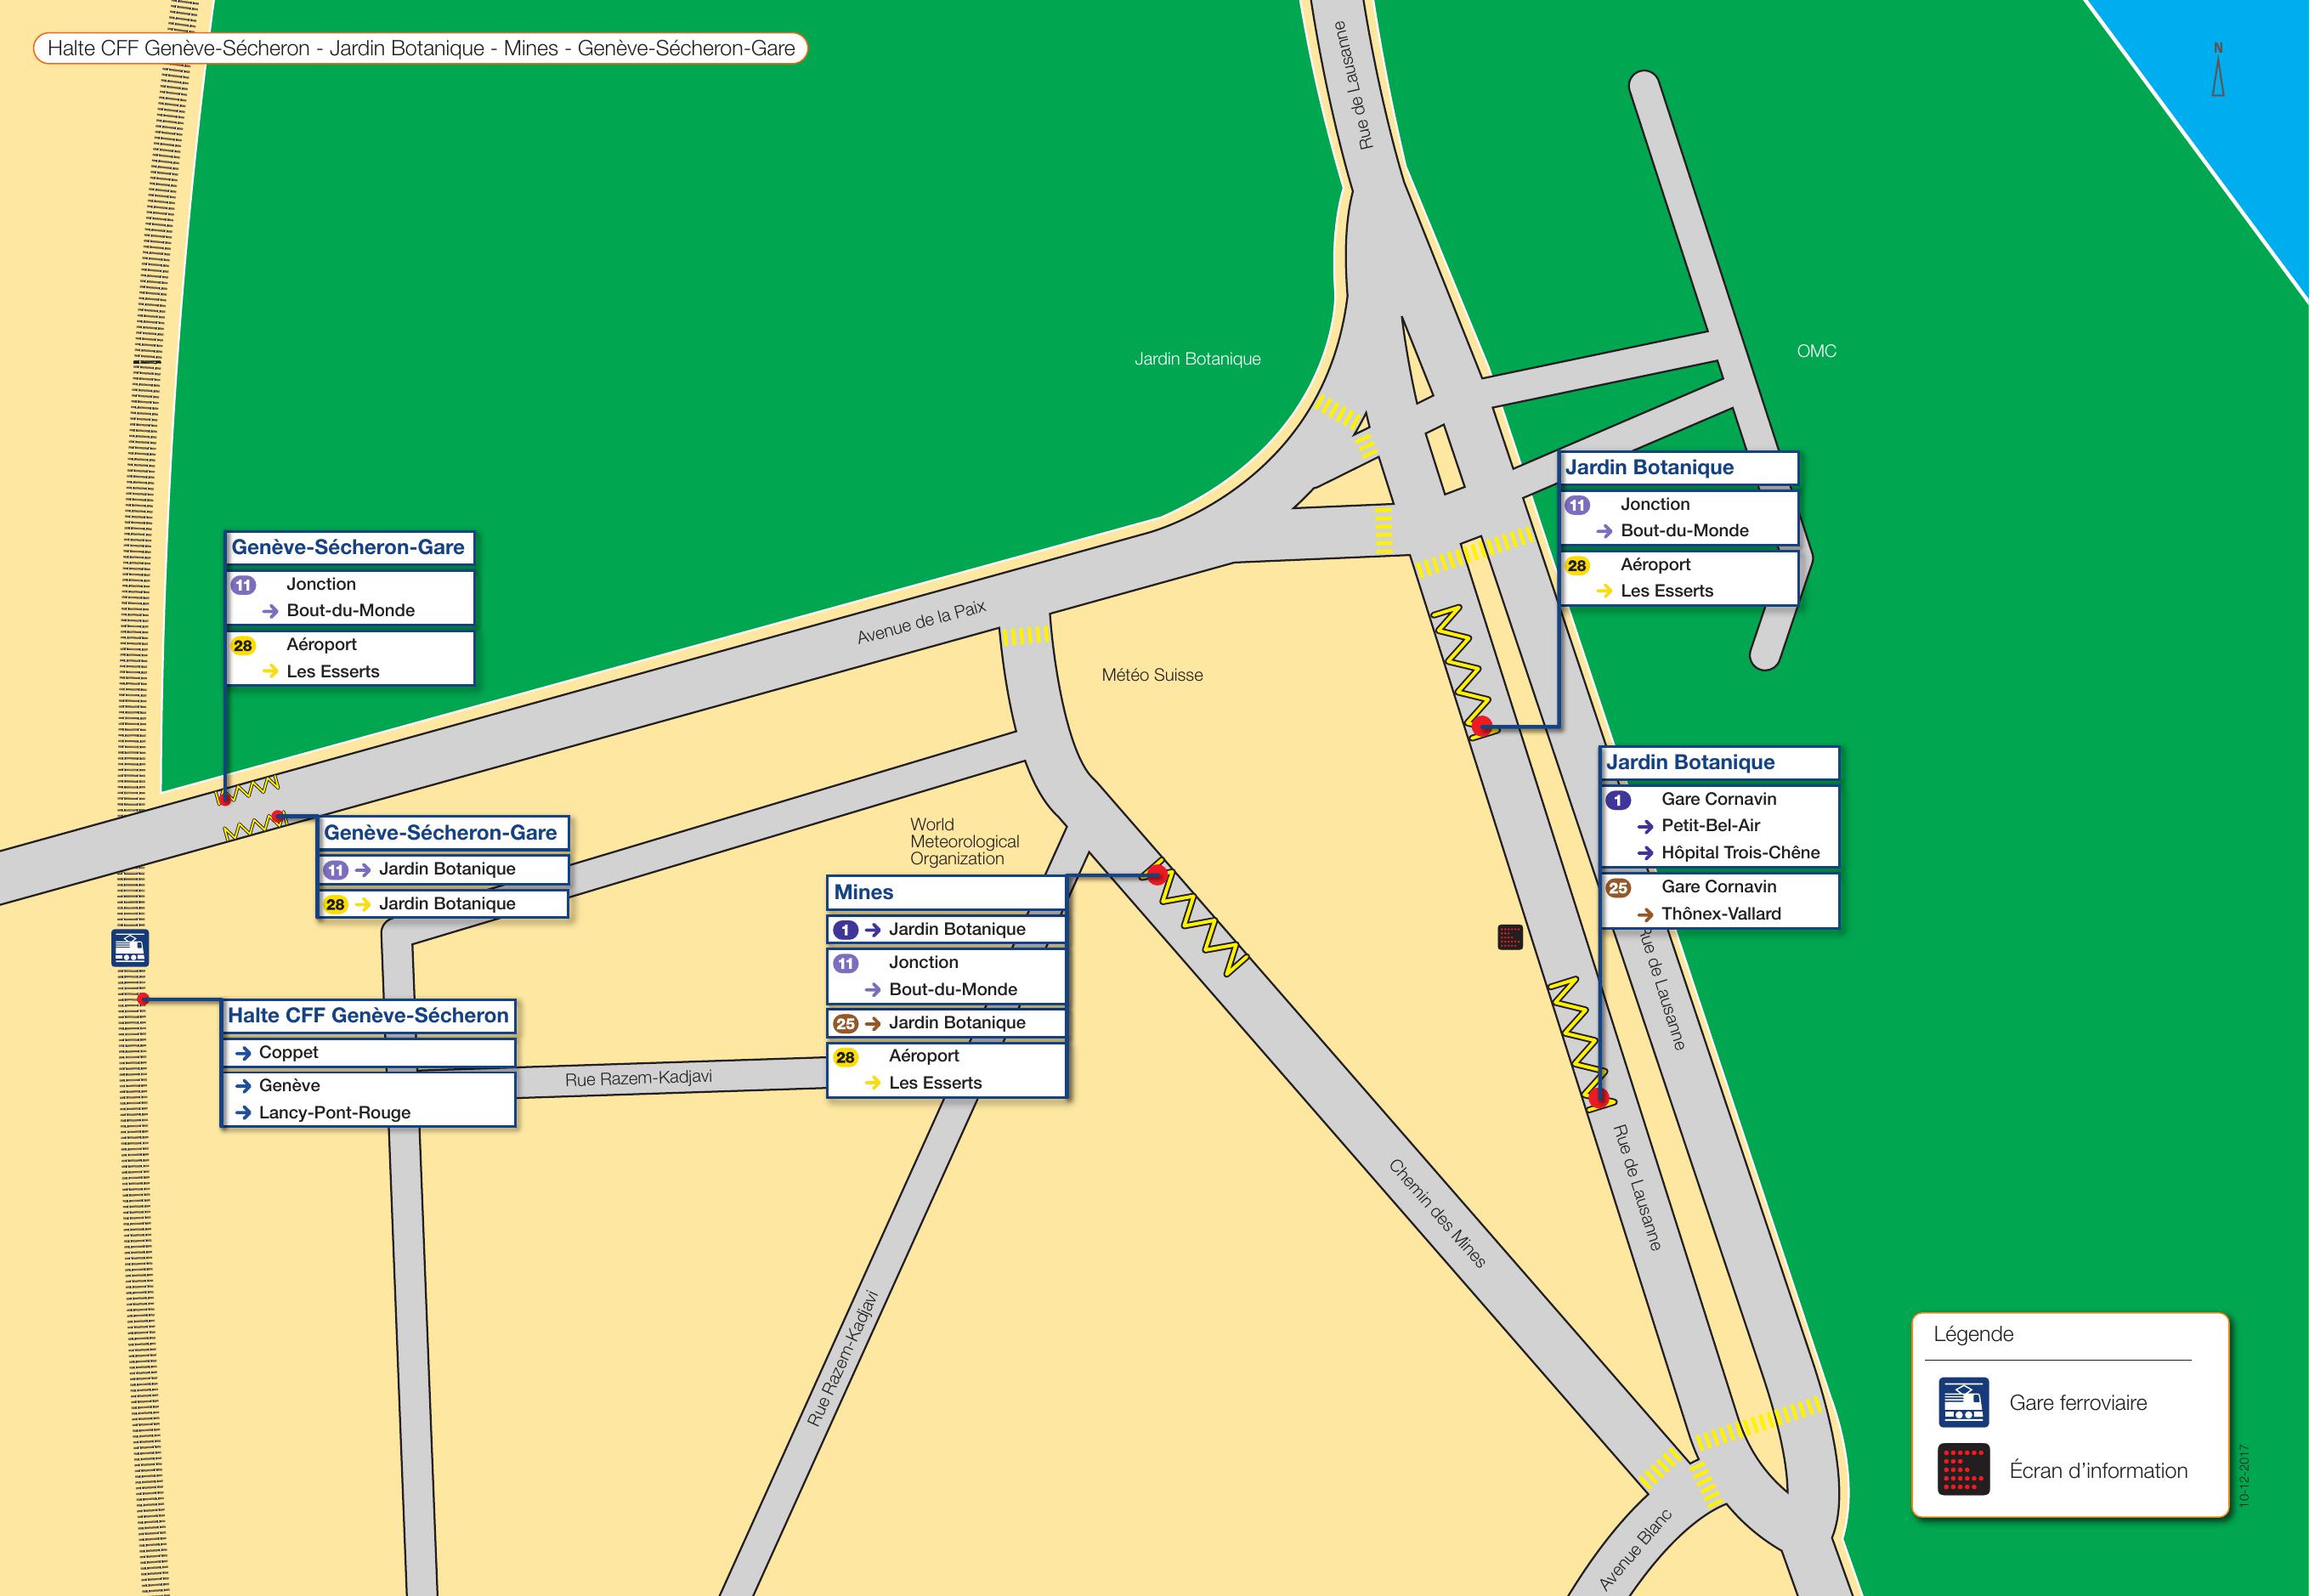 Halte CFF Genève-Sécheron - Jardin Botanique - Mines - Genève-Sécheron-Gare
N
Rue de Lausanne
Jardin Botanique
OMC
Jardin Botanique
11 Jonction
Bout-du-Monde
28 Aéroport
Les Esserts
Genève-Sécheron-Gare
11 Jonction
Bout-du-Monde
28 Aéroport
Les Esserts
Avenue de la Paix
Météo Suisse
Jardin Botanique
1 Gare Cornavin
Petit-Bel-Air
Hôpital Trois-Chêne
25 Gare Cornavin
Thônex-Vallard
Genève-Sécheron-Gare
11 Jardin Botanique
28 Jardin Botanique
World
Meteorological
Organization
Mines
1 Jardin Botanique
11 Jonction
Bout-du-Monde
25 Jardin Botanique
28 Aéroport
Les Esserts
Rue de Lausanne
Halte CFF Genève-Sécheron
Coppet
Genève
Lancy-Pont-Rouge
Rue Razem-Kadjavi
Rue de Lausanne
Chemin des Mines
Rue Razem-Kadjavi
Avenue Blanc
Légende
Gare ferroviaire
Écran d'information
10-12-2017